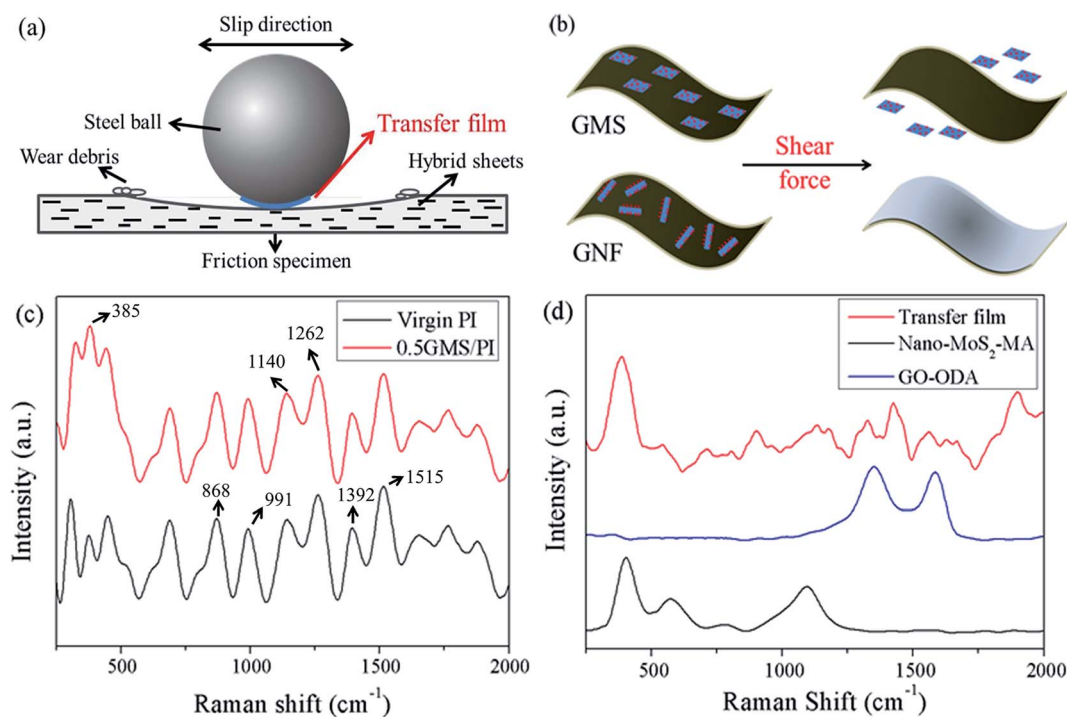 (a)
Slip direction
Steel ball
Transfer film
Wear debris
Hybrid sheets
Friction specimen
(b)
GMS
Shear
force
GNF
(c)
385
Virgin PI
0.5GMS/PI
1262
1140
868
991
1392
1515
Intensity (a.u.)
500
1000
1500
2000
Raman shift (cm⁻¹)
(d)
Transfer film
Nano-MoS₂-MA
GO-ODA
Intensity (a.u.)
500
1000
1500
2000
Raman Shift (cm⁻¹)